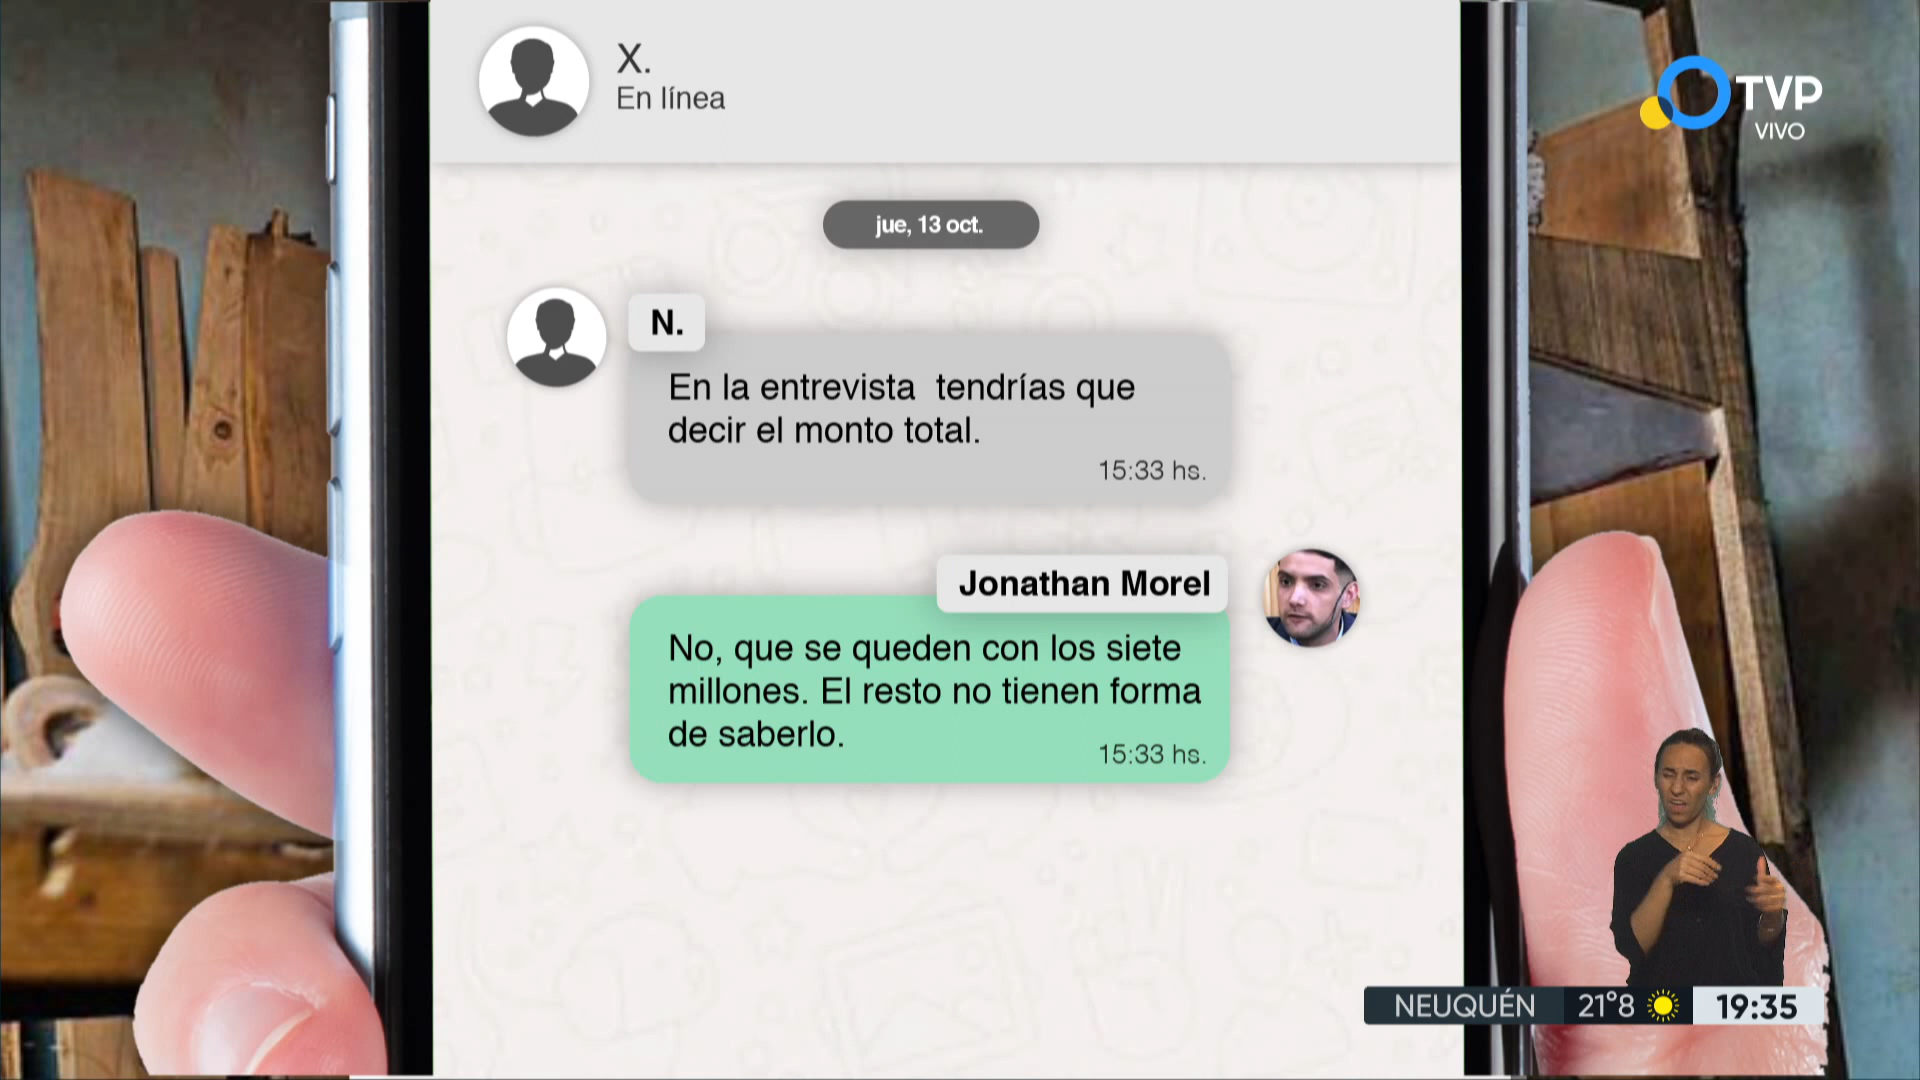 X.
En línea
TVP
VIVO
jue, 13 oct.
N.
En la entrevista  tendrías que
decir el monto total.
15:33 hs.
Jonathan Morel
No, que se queden con los siete
millones. El resto no tienen forma
de saberlo.
15:33 hs.
NEUQUÉN 21°8 19:35